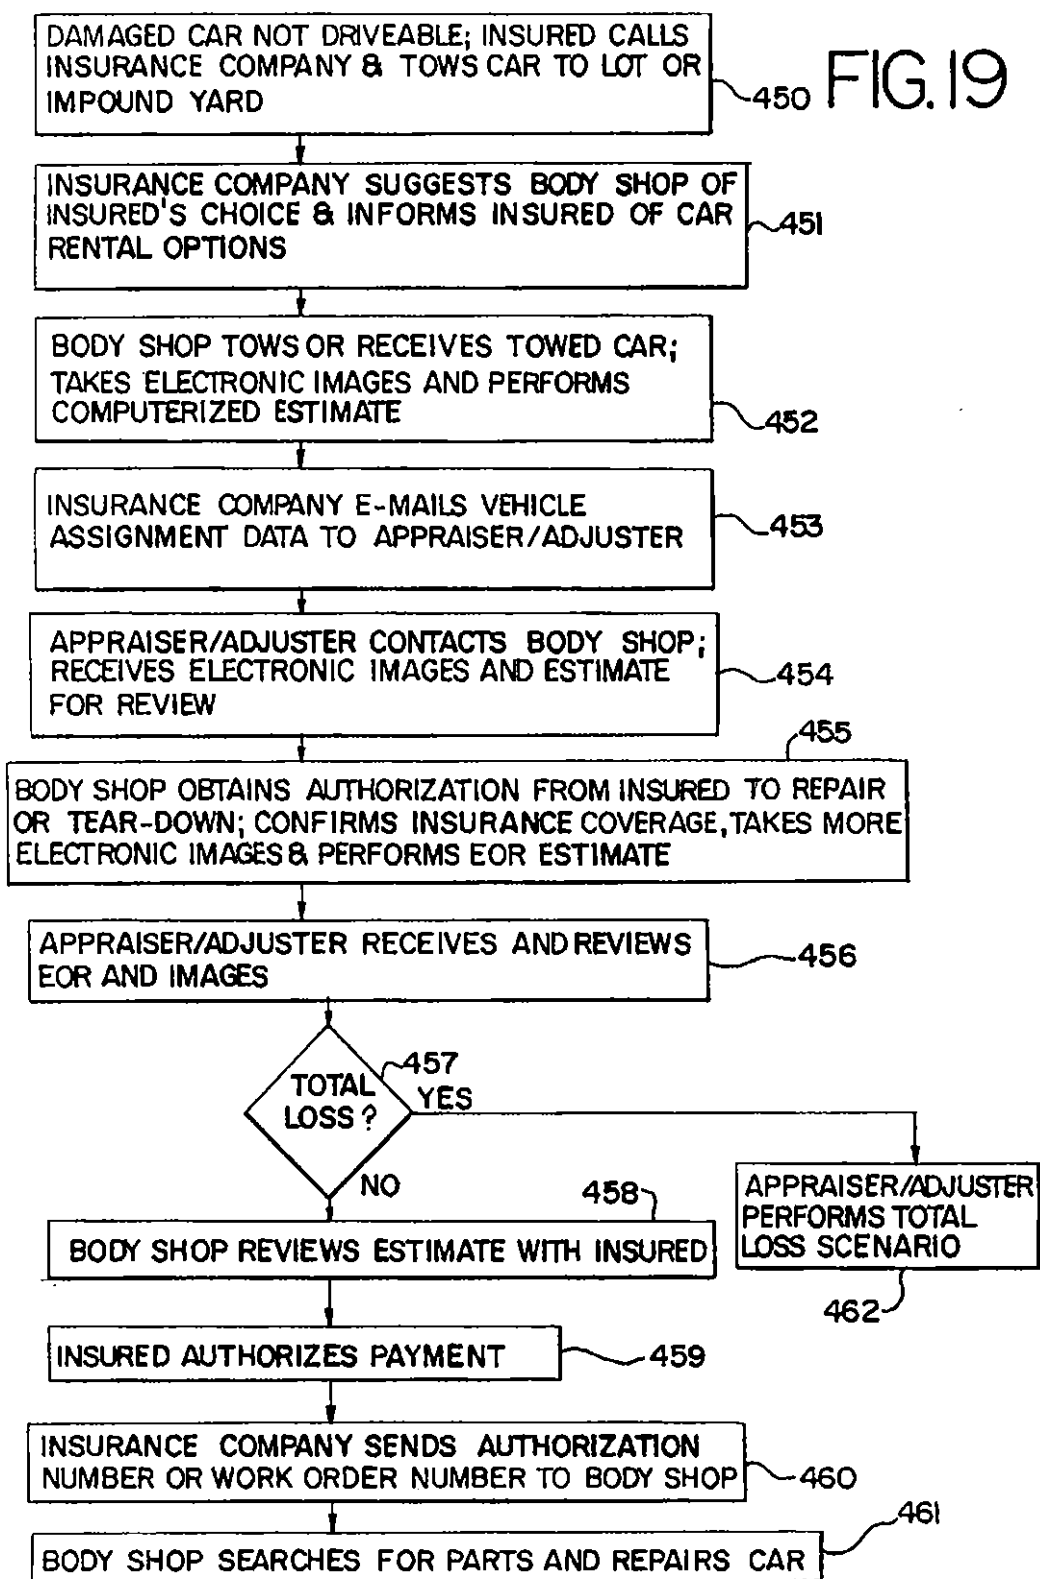 FIG. 19
DAMAGED CAR NOT DRIVEABLE; INSURED CALLS
INSURANCE COMPANY & TOWS CAR TO LOT OR
IMPOUND YARD
450
INSURANCE COMPANY SUGGESTS BODY SHOP OF
INSURED'S CHOICE & INFORMS INSURED OF CAR
RENTAL OPTIONS
451
BODY SHOP TOWS OR RECEIVES TOWED CAR;
TAKES ELECTRONIC IMAGES AND PERFORMS
COMPUTERIZED ESTIMATE
452
INSURANCE COMPANY E-MAILS VEHICLE
ASSIGNMENT DATA TO APPRAISER/ADJUSTER
453
APPRAISER/ADJUSTER CONTACTS BODY SHOP;
RECEIVES ELECTRONIC IMAGES AND ESTIMATE
FOR REVIEW
454
455
BODY SHOP OBTAINS AUTHORIZATION FROM INSURED TO REPAIR
OR TEAR-DOWN; CONFIRMS INSURANCE COVERAGE, TAKES MORE
ELECTRONIC IMAGES & PERFORMS EOR ESTIMATE
APPRAISER/ADJUSTER RECEIVES AND REVIEWS
EOR AND IMAGES
456
457
TOTAL
LOSS ?
YES
NO
458
BODY SHOP REVIEWS ESTIMATE WITH INSURED
APPRAISER/ADJUSTER
PERFORMS TOTAL
LOSS SCENARIO
462
INSURED AUTHORIZES PAYMENT
459
INSURANCE COMPANY SENDS AUTHORIZATION
NUMBER OR WORK ORDER NUMBER TO BODY SHOP
460
461
BODY SHOP SEARCHES FOR PARTS AND REPAIRS CAR